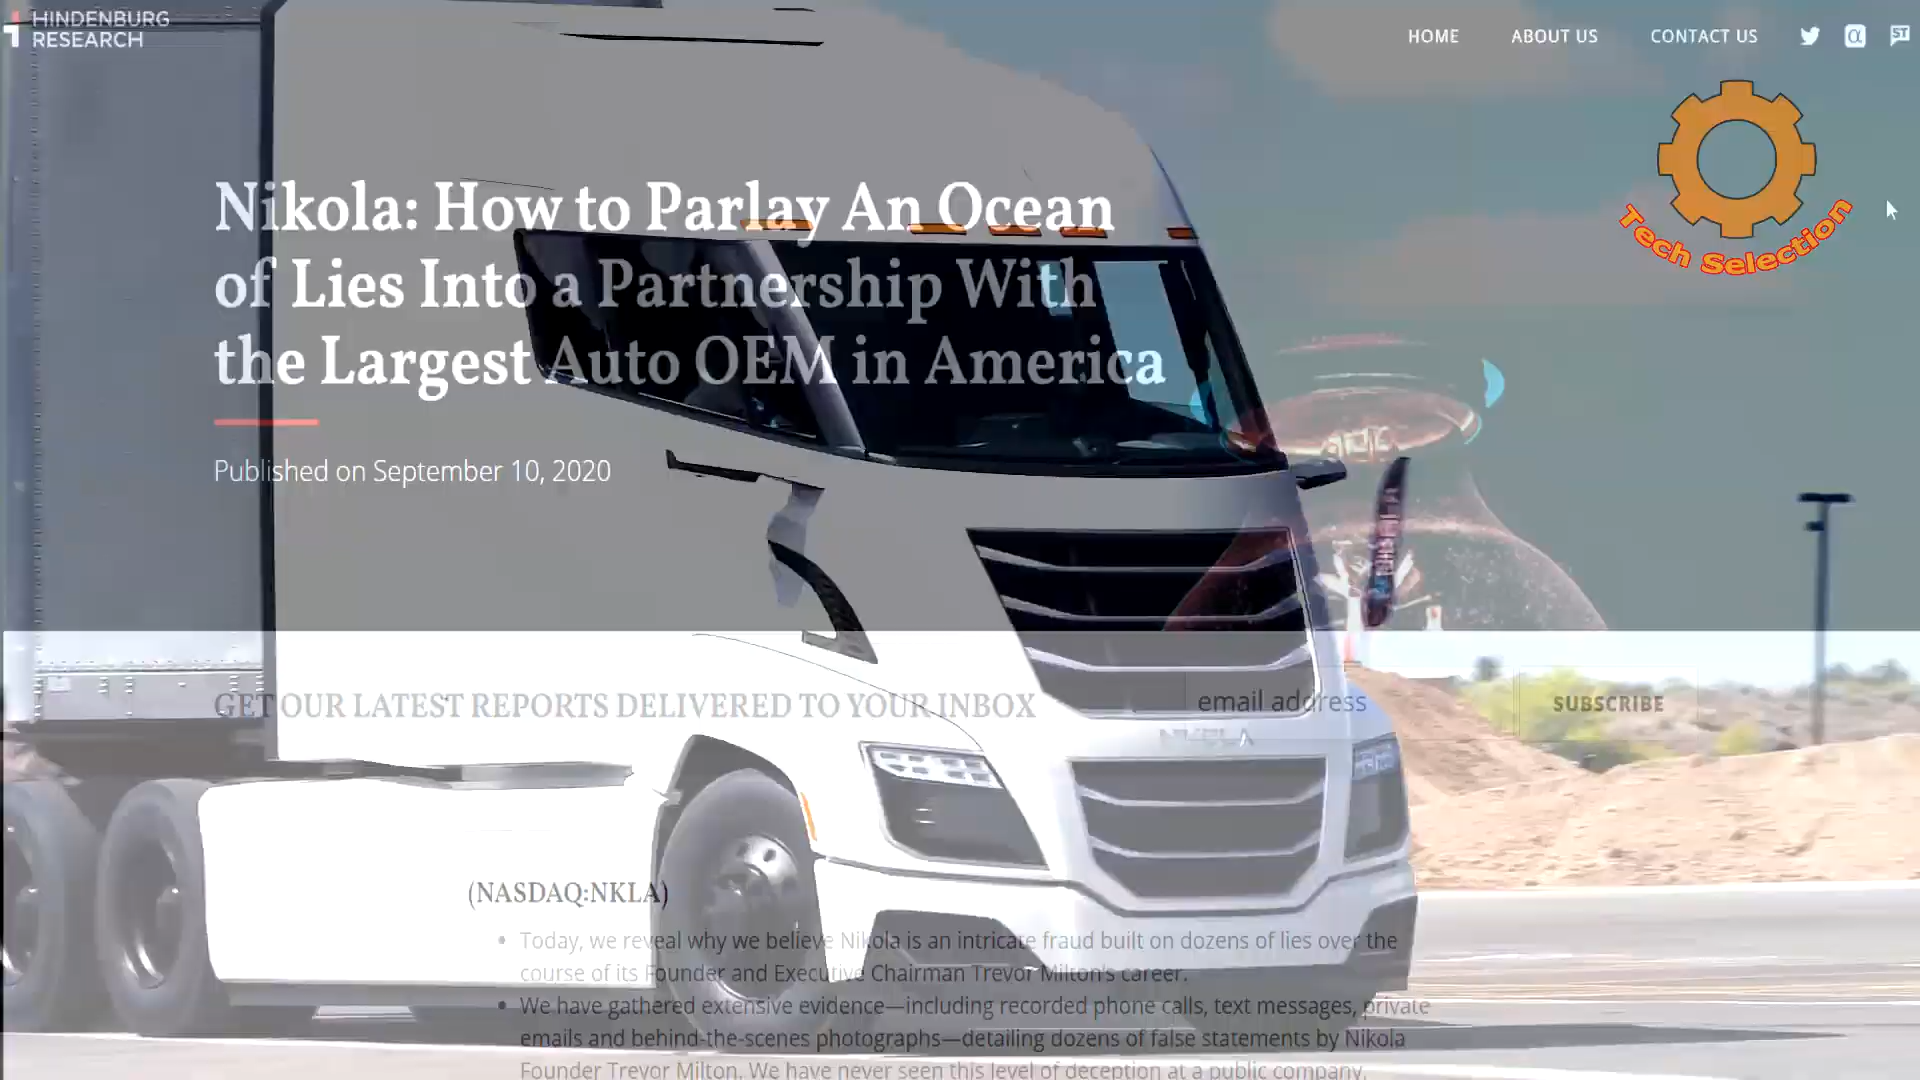 HINDENBURG
RESEARCH
HOME
ABOUT US
CONTACT US
α
ST
Tech Selection
Nikola: How to Parlay An Ocean
of Lies Into a Partnership With
the Largest Auto OEM in America
Published on September 10, 2020
GET OUR LATEST REPORTS DELIVERED TO YOUR INBOX
email address
SUBSCRIBE
NIKOLA
(NASDAQ:NKLA)
• Today, we reveal why we believe Nikola is an intricate fraud built on dozens of lies over the
course of its Founder and Executive Chairman Trevor Milton's career.
• We have gathered extensive evidence—including recorded phone calls, text messages, private
emails and behind-the-scenes photographs—detailing dozens of false statements by Nikola
Founder Trevor Milton. We have never seen this level of deception at a public company,